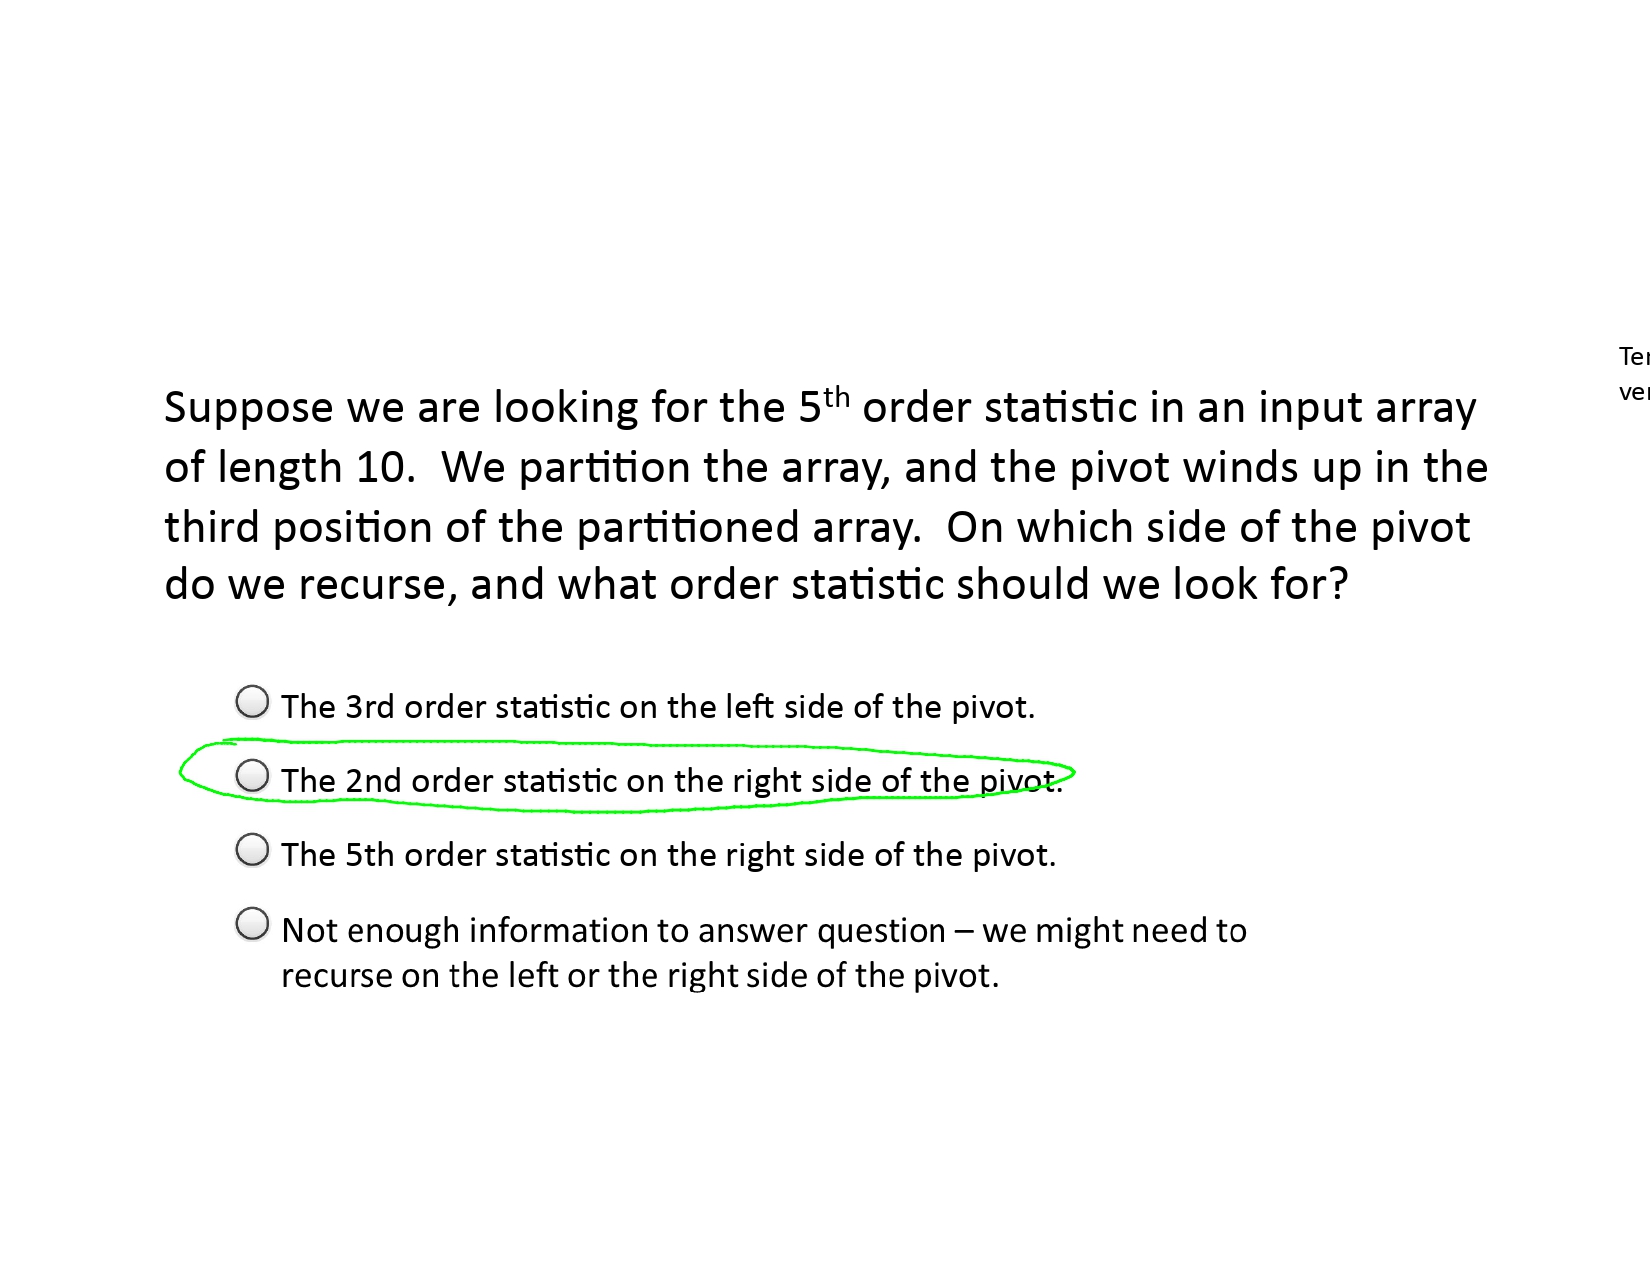 Suppose we are looking for the 5th order statistic in an input array
of length 10. We partition the array, and the pivot winds up in the
third position of the partitioned array. On which side of the pivot
do we recurse, and what order statistic should we look for?
The 3rd order statistic on the left side of the pivot.
The 2nd order statistic on the right side of the pivot.
The 5th order statistic on the right side of the pivot.
Not enough information to answer question – we might need to
recurse on the left or the right side of the pivot.